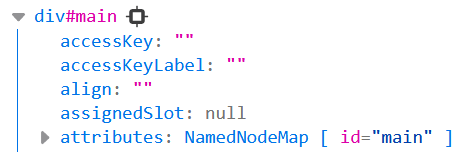 div#main
accessKey: ""
accessKeyLabel: ""
align: ""
assignedSlot: null
attributes: NamedNodeMap [ id="main" ]